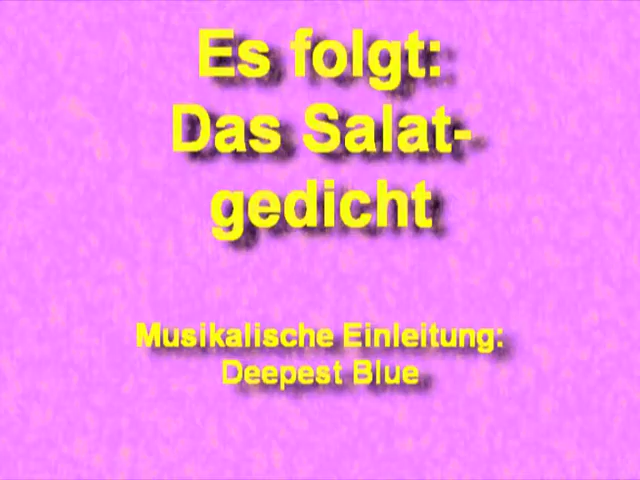 Es folgt:
Das Salat-
gedicht
Musikalische Einleitung:
Deepest Blue